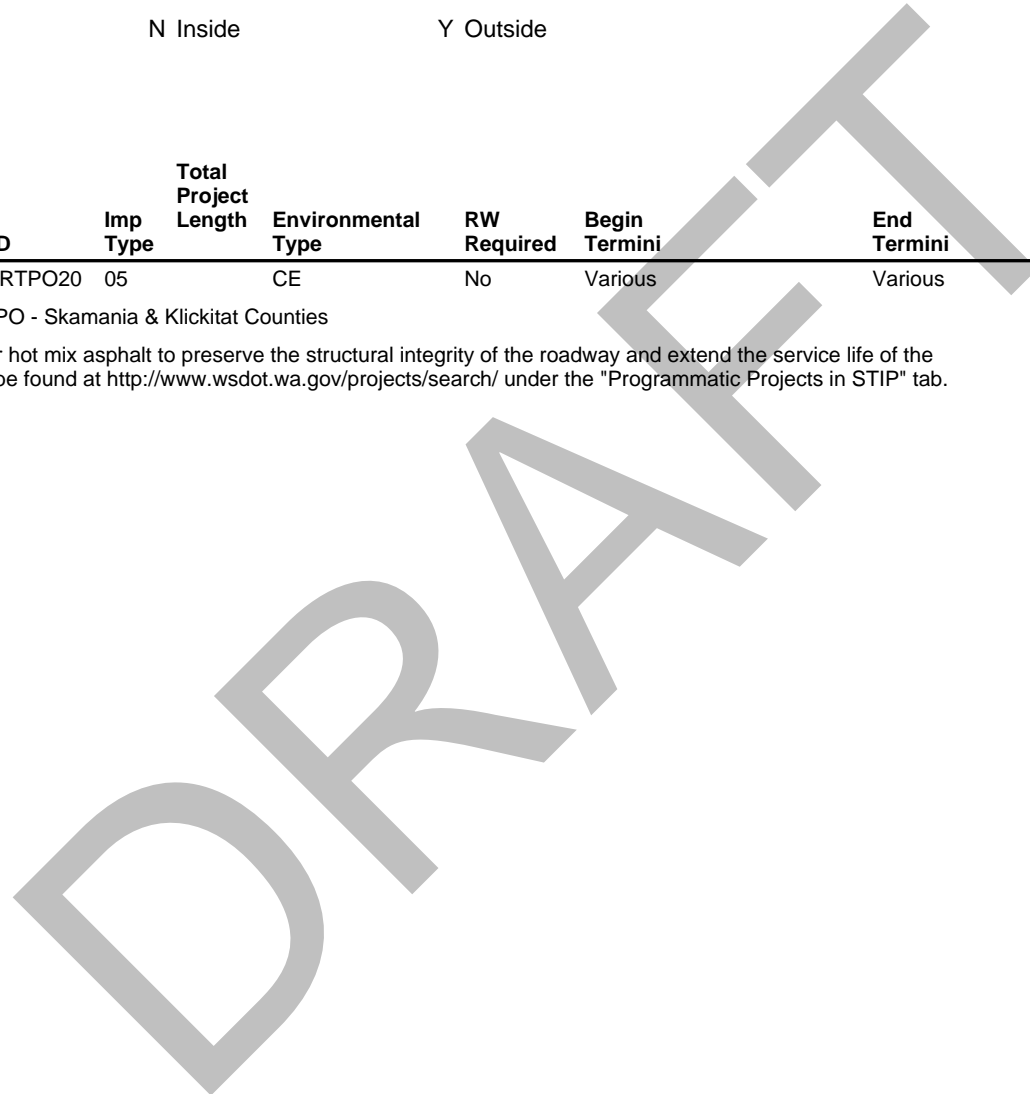 N Inside Y Outside
Total
Project
Imp Length Environmental RW Begin End
D Type Type Required Termini Termini
RTPO20 05 CE No Various Various
PO - Skamania & Klickitat Counties
r hot mix asphalt to preserve the structural integrity of the roadway and extend the service life of the
be found at http://www.wsdot.wa.gov/projects/search/ under the "Programmatic Projects in STIP" tab.
DRAFT